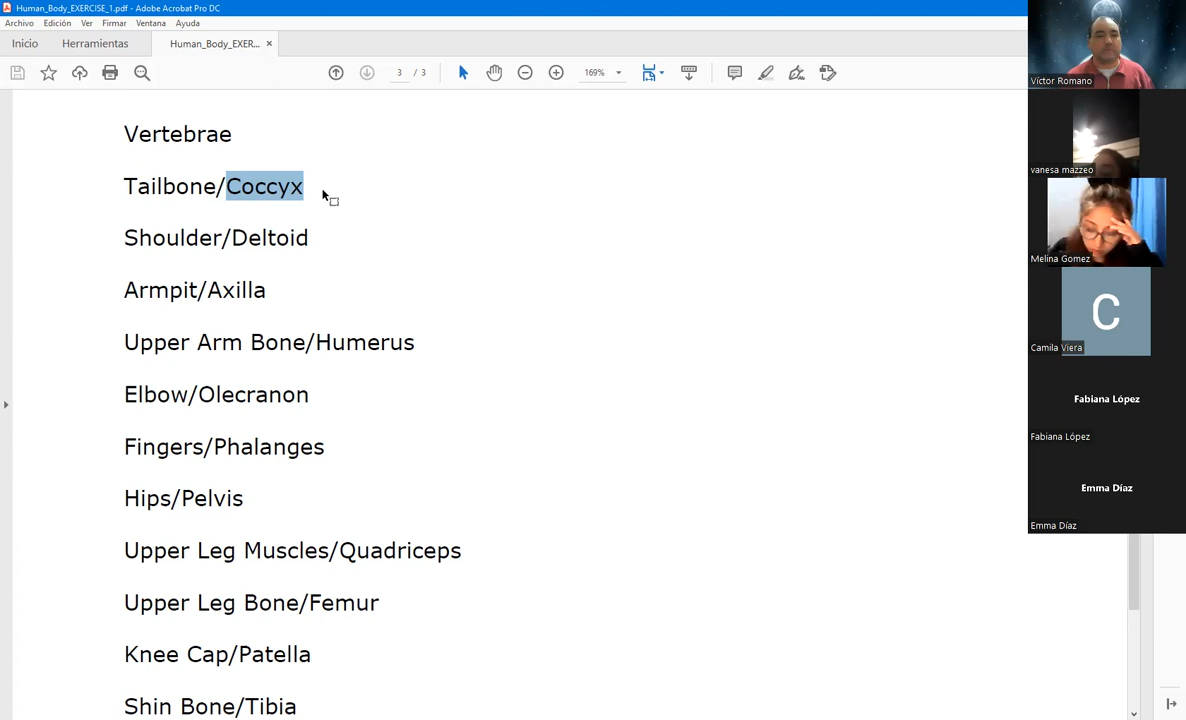 Human_Body_EXERCISE_1.pdf - Adobe Acrobat Pro DC
Archivo Edición Ver Firmar Ventana Ayuda
Inicio Herramientas Human_Body_EXER... ×
3 / 3 169%
Vertebrae
Tailbone/Coccyx
Shoulder/Deltoid
Armpit/Axilla
Upper Arm Bone/Humerus
Elbow/Olecranon
Fingers/Phalanges
Hips/Pelvis
Upper Leg Muscles/Quadriceps
Upper Leg Bone/Femur
Knee Cap/Patella
Shin Bone/Tibia
Víctor Romano
vanesa mazzeo
Melina Gomez
C
Camila Viera
Fabiana López
Fabiana López
Emma Díaz
Emma Díaz